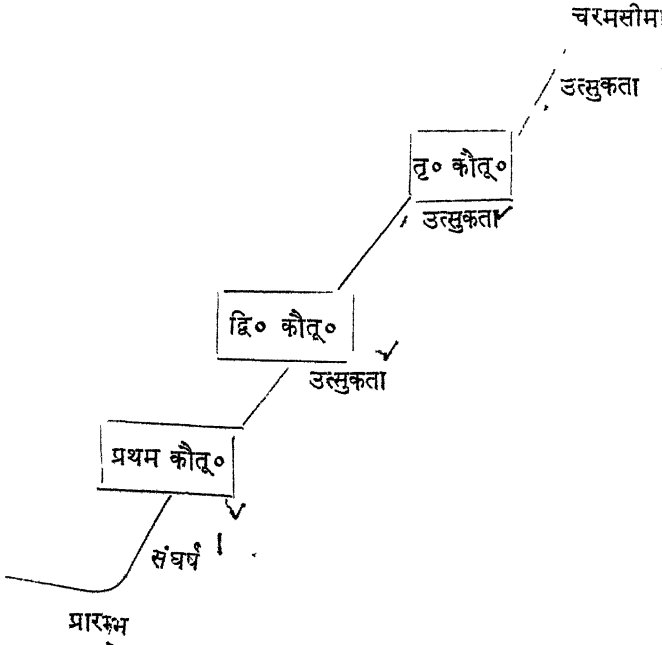 चरमसीमा
उत्सुकता
तृ० कौतू०
उत्सुकता
द्वि० कौतू०
उत्सुकता
प्रथम कौतू०
संघर्ष
प्रारम्भ